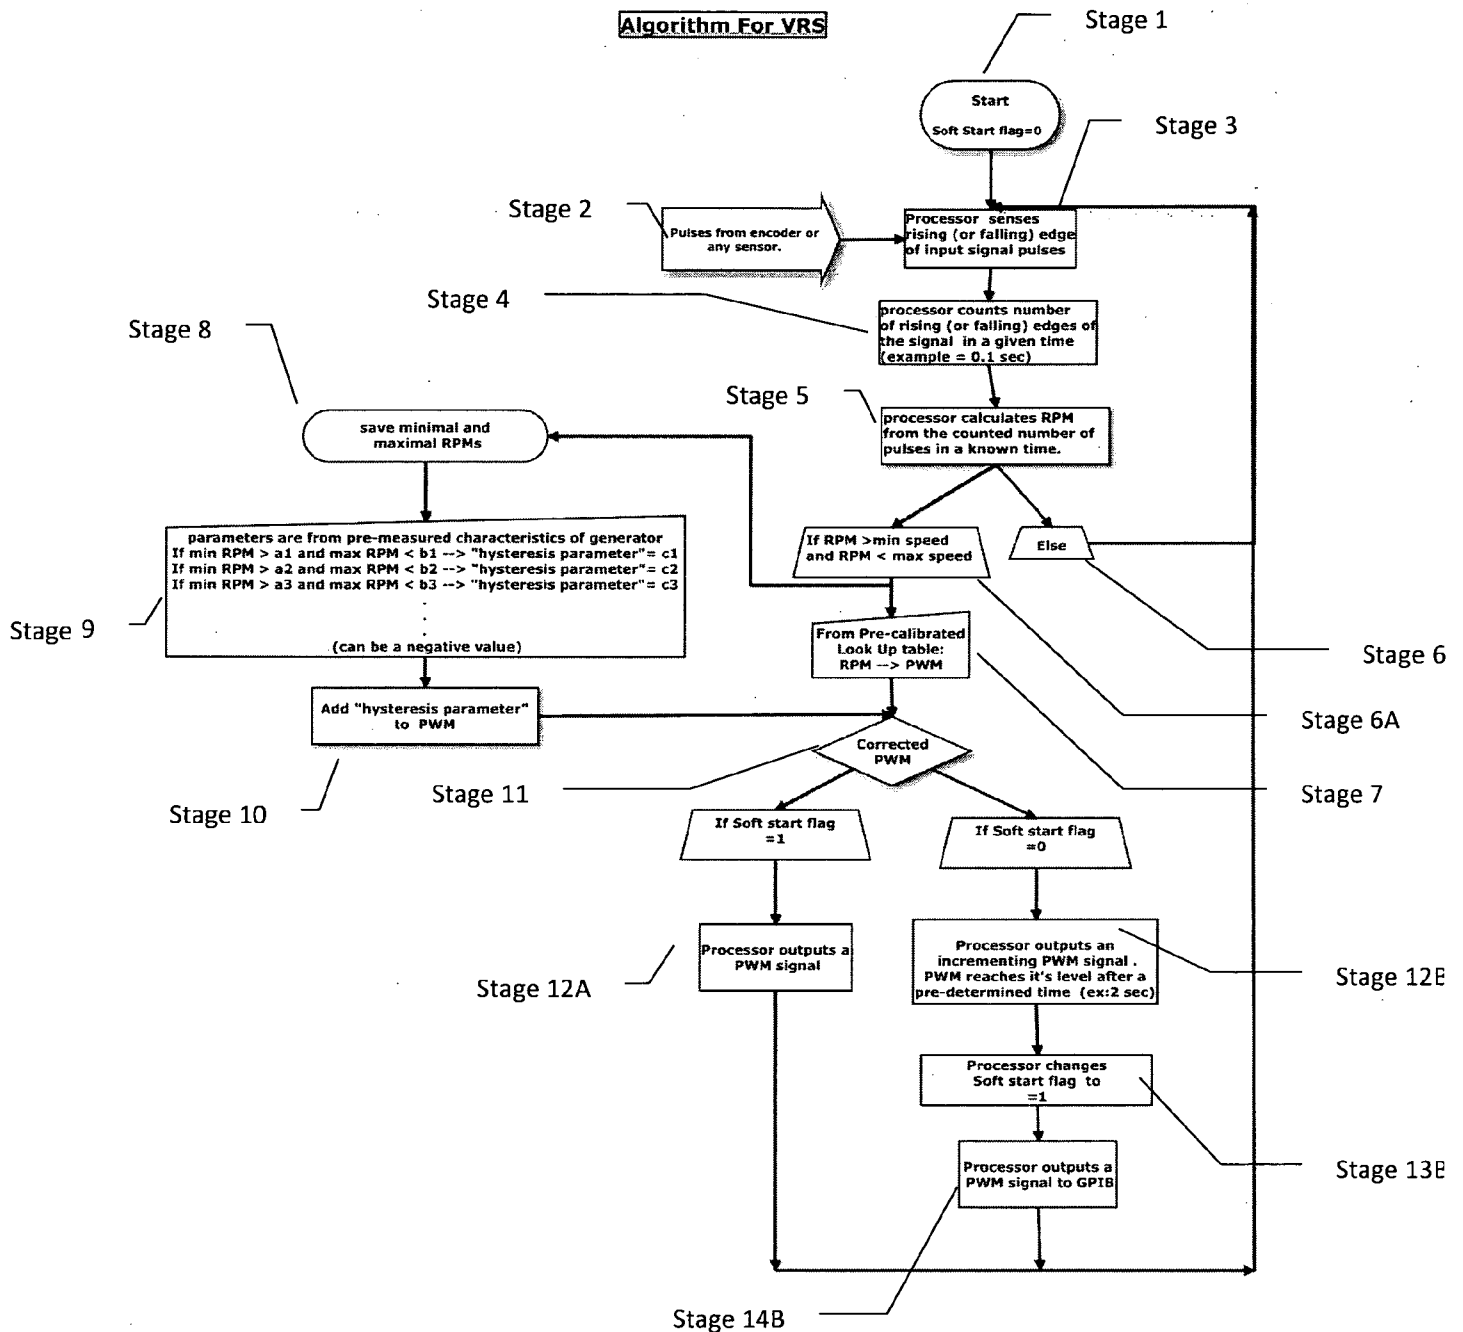 Algorithm For VRS
Stage 1
Start
Soft Start flag=0
Stage 3
Stage 2
Pulses from encoder or
any sensor.
Processor senses
rising (or falling) edge
of input signal pulses
Stage 4
processor counts number
of rising (or falling) edges of
the signal in a given time
(example = 0.1 sec)
Stage 8
Stage 5
processor calculates RPM
from the counted number of
pulses in a known time.
save minimal and
maximal RPMs
If RPM >min speed
and RPM < max speed
Else
parameters are from pre-measured characteristics of generator
If min RPM > a1 and max RPM < b1 --> "hysteresis parameter"= c1
If min RPM > a2 and max RPM < b2 --> "hysteresis parameter"= c2
If min RPM > a3 and max RPM < b3 --> "hysteresis parameter"= c3
.
.
.
(can be a negative value)
Stage 9
From Pre-calibrated
Look Up table:
RPM --> PWM
Stage 6
Add "hysteresis parameter"
to PWM
Stage 6A
Corrected
PWM
Stage 10
Stage 11
Stage 7
If Soft start flag
=1
If Soft start flag
=0
Processor outputs a
PWM signal
Stage 12A
Processor outputs an
incrementing PWM signal .
PWM reaches it's level after a
pre-determined time (ex:2 sec)
Stage 12B
Processor changes
Soft start flag to
=1
Stage 13B
Processor outputs a
PWM signal to GPIB
Stage 14B